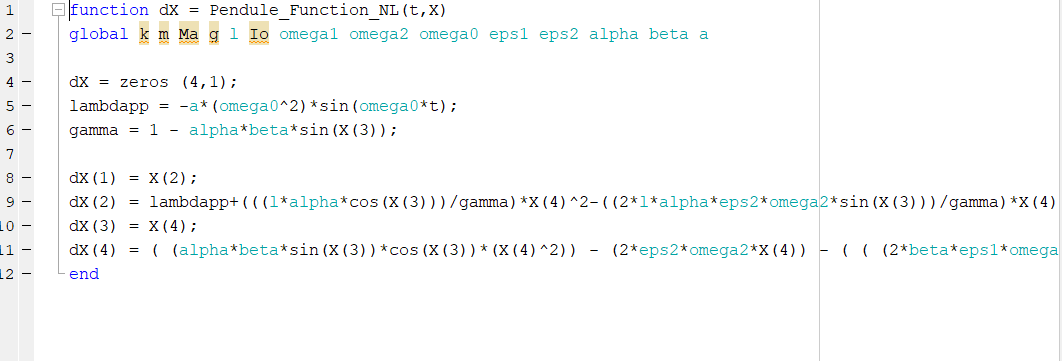 1 function dX = Pendule_Function_NL(t,X)
2 global k m Ma g l Io omega1 omega2 omega0 eps1 eps2 alpha beta a
3
4 dX = zeros (4,1);
5 lambdapp = -a*(omega0^2)*sin(omega0*t);
6 gamma = 1 - alpha*beta*sin(X(3));
7
8 dX(1) = X(2);
9 dX(2) = lambdapp+(((l*alpha*cos(X(3)))/gamma)*X(4)^2-((2*l*alpha*eps2*omega2*sin(X(3)))/gamma)*X(4)
10 dX(3) = X(4);
11 dX(4) = ( (alpha*beta*sin(X(3))*cos(X(3))*(X(4)^2)) - (2*eps2*omega2*X(4)) - ( ( (2*beta*eps1*omega
12 end